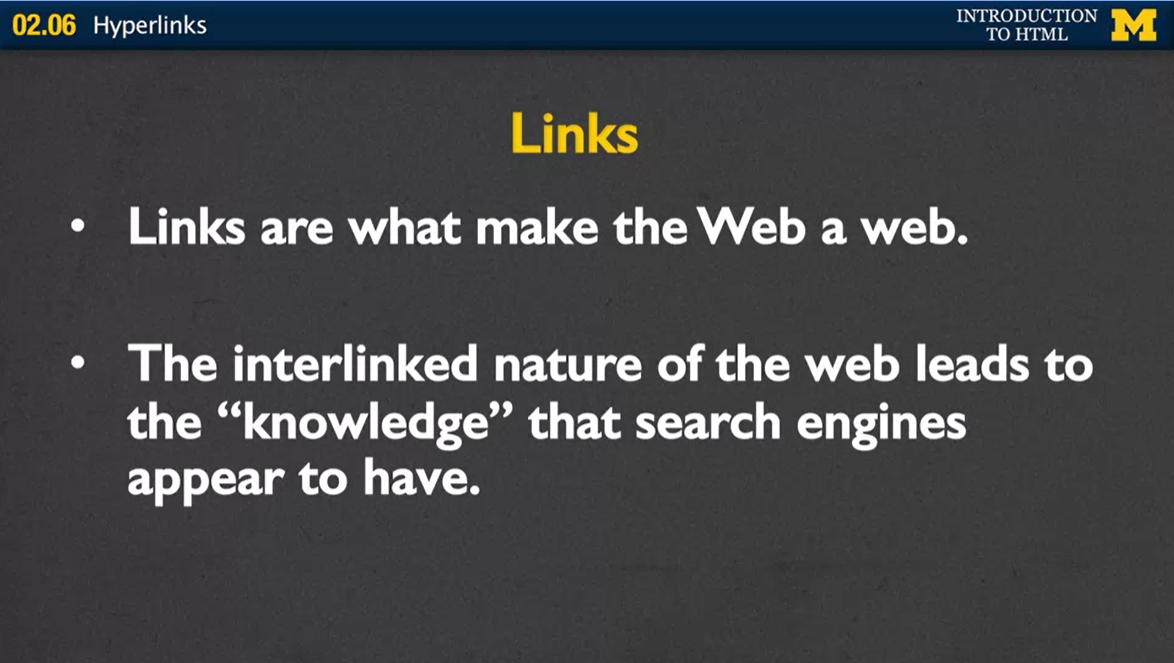 02.06 Hyperlinks
INTRODUCTION
TO HTML
M
Links
• Links are what make the Web a web.
• The interlinked nature of the web leads to
the “knowledge” that search engines
appear to have.